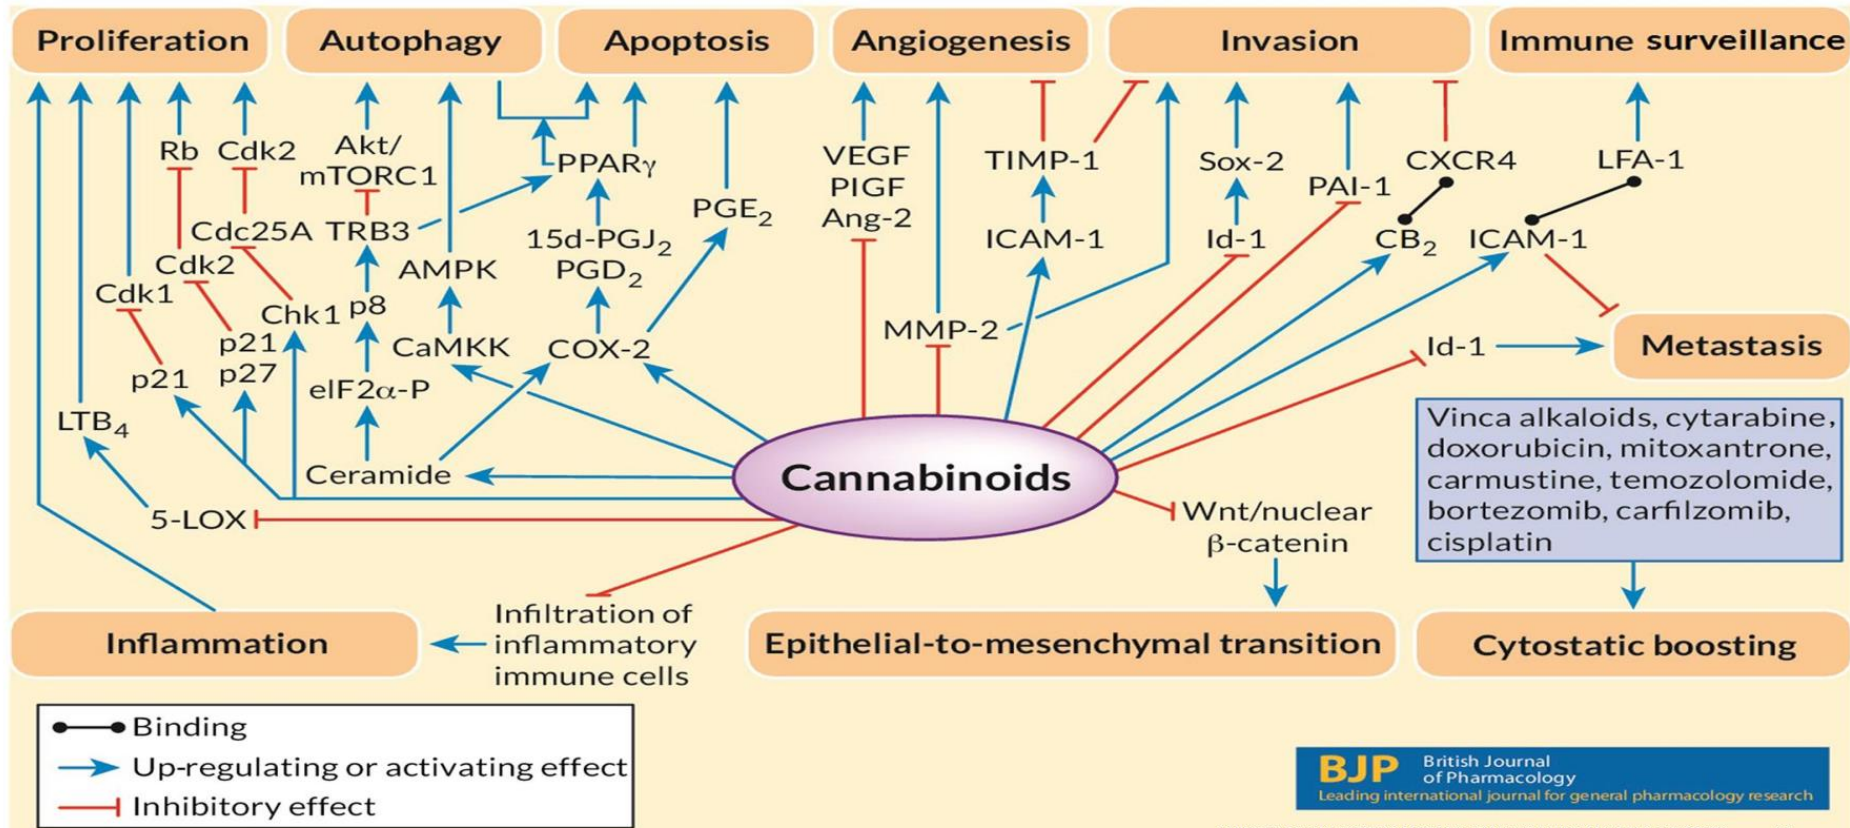 Proliferation
Autophagy
Apoptosis
Angiogenesis
Invasion
Immune surveillance
Rb
Cdk2
Akt/
mTORC1
PPARγ
PGE₂
VEGF
PIGF
Ang-2
TIMP-1
Sox-2
PAI-1
CXCR4
LFA-1
Cdc25A
TRB3
15d-PGJ₂
PGD₂
ICAM-1
Id-1
CB₂
ICAM-1
Cdk2
AMPK
Cdk1
Chk1
p8
MMP-2
p21
p27
CaMKK
COX-2
Id-1
Metastasis
p21
eIF2α-P
LTB₄
Ceramide
Cannabinoids
Vinca alkaloids, cytarabine,
doxorubicin, mitoxantrone,
carmustine, temozolomide,
bortezomib, carfilzomib,
cisplatin
5-LOX
Wnt/nuclear
β-catenin
Inflammation
Infiltration of
inflammatory
immune cells
Epithelial-to-mesenchymal transition
Cytostatic boosting
Binding
Up-regulating or activating effect
Inhibitory effect
BJP
British Journal
of Pharmacology
Leading international journal for general pharmacology research